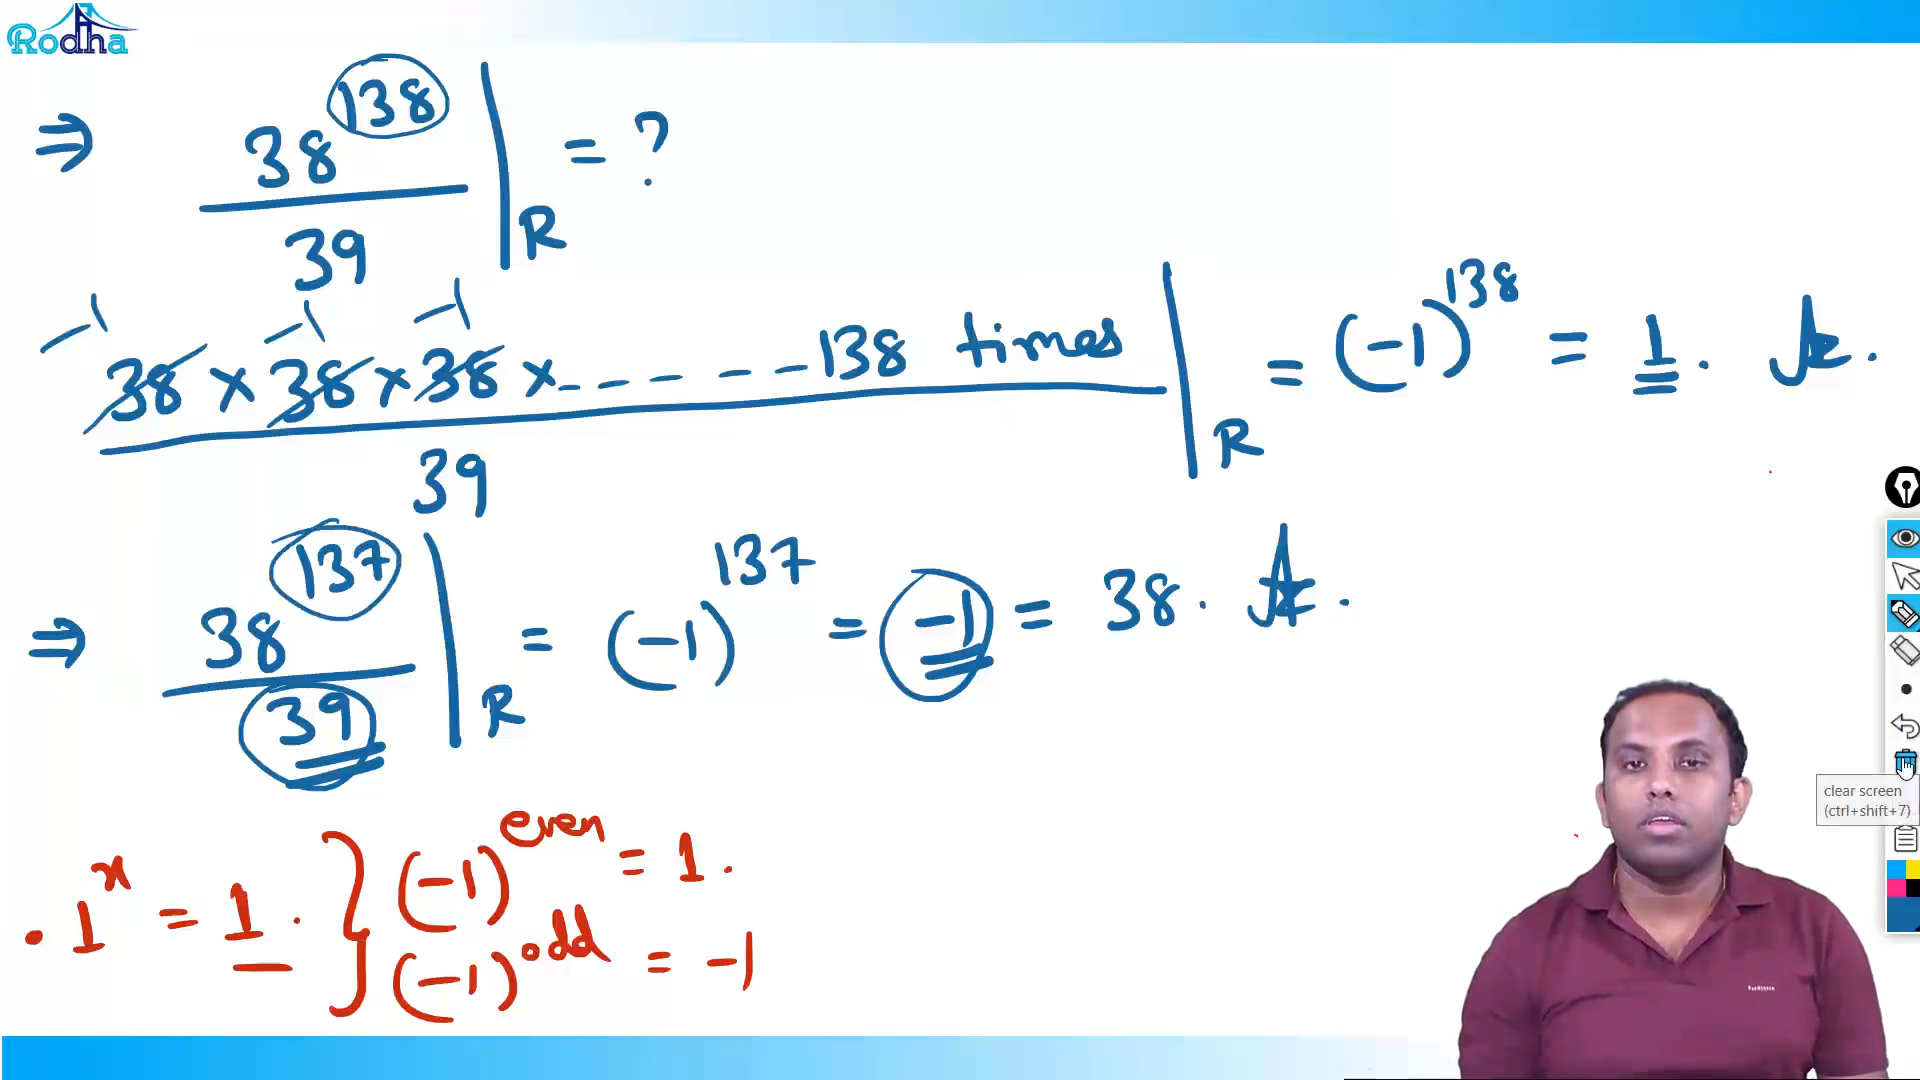 Rodha
⇒ 38^138 / 39 |R = ?
-1 -1 -1
38 × 38 × 38 × ------138 times / 39 |R = (-1)^138 = 1.
⇒ 38^137 / 39 |R = (-1)^137 = -1 = 38.
. 1^x = 1. } (-1)^even = 1.
(-1)^odd = -1
clear screen
(ctrl+shift+7)